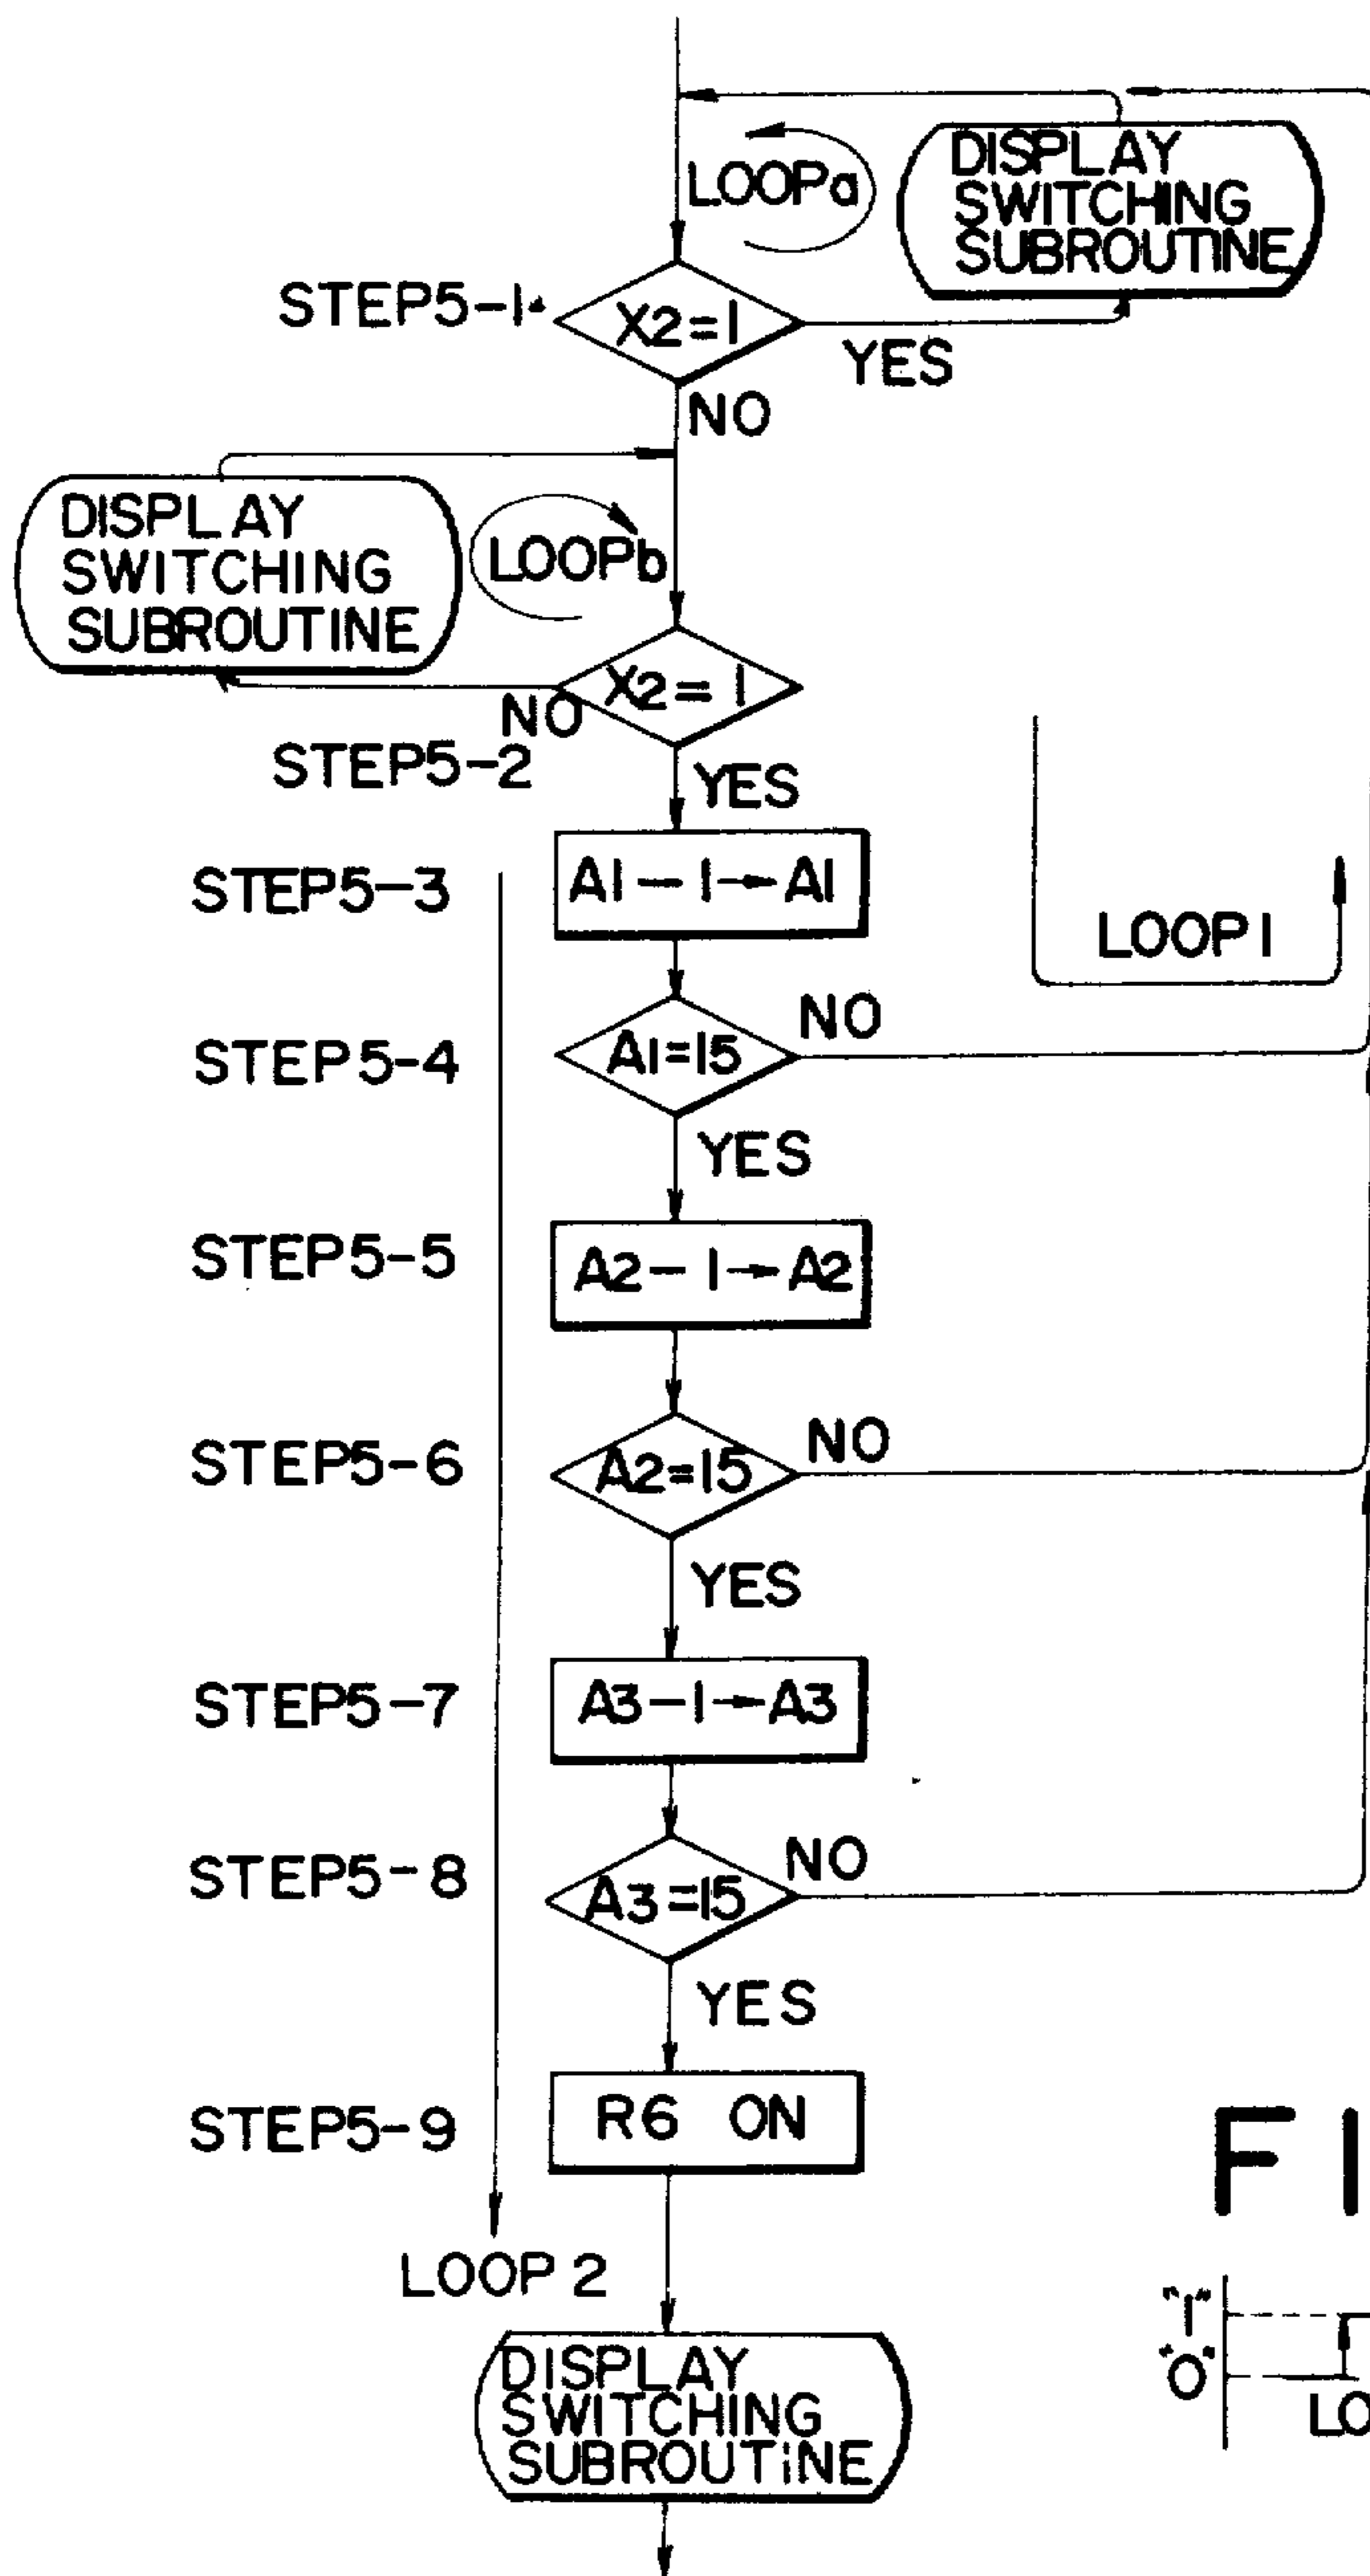 LOOPa
DISPLAY
SWITCHING
SUBROUTINE
STEP5-1
X2=1
YES
NO
DISPLAY
SWITCHING
SUBROUTINE
LOOPb
X2=1
NO
STEP5-2
YES
STEP5-3
A1-1→A1
LOOP1
STEP5-4
A1=15
NO
YES
STEP5-5
A2-1→A2
STEP5-6
A2=15
NO
YES
STEP5-7
A3-1→A3
STEP5-8
A3=15
NO
YES
STEP5-9
R6 ON
LOOP 2
DISPLAY
SWITCHING
SUBROUTINE
"1"
"0"